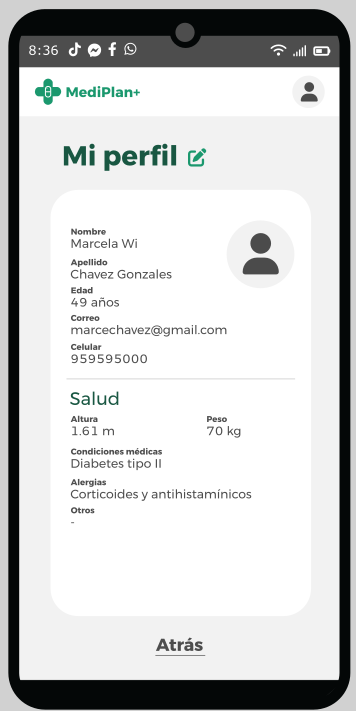 8:36
MediPlan+
Mi perfil
Nombre
Marcela Wi
Apellido
Chavez Gonzales
Edad
49 años
Correo
marcechavez@gmail.com
Celular
959595000
Salud
Altura Peso
1.61 m 70 kg
Condiciones médicas
Diabetes tipo II
Alergias
Corticoides y antihistamínicos
Otros
-
Atrás